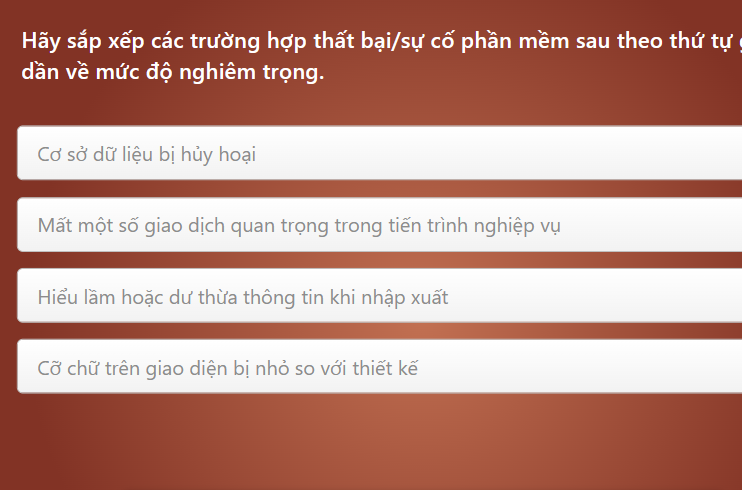 Hãy sắp xếp các trường hợp thất bại/sự cố phần mềm sau theo thứ tự
dần về mức độ nghiêm trọng.
Cơ sở dữ liệu bị hủy hoại
Mất một số giao dịch quan trọng trong tiến trình nghiệp vụ
Hiểu lầm hoặc dư thừa thông tin khi nhập xuất
Cỡ chữ trên giao diện bị nhỏ so với thiết kế